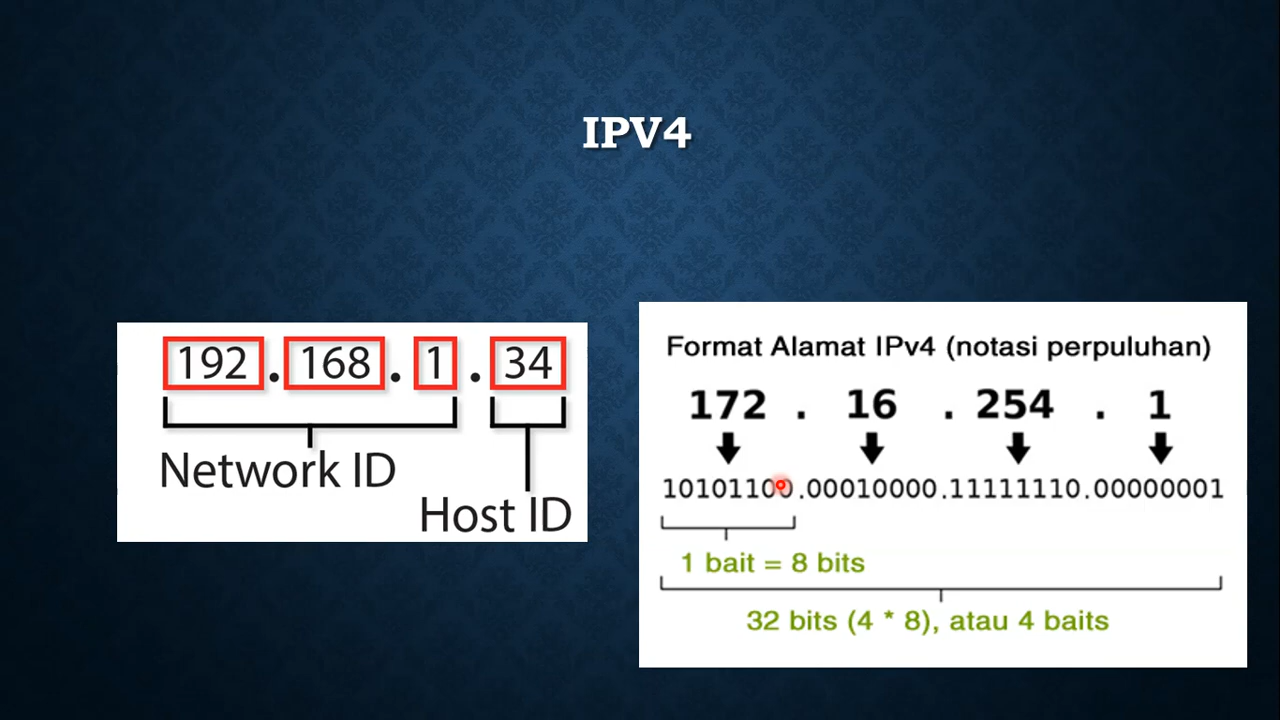 IPV4
192.168.1.34
Network ID
Host ID
Format Alamat IPv4 (notasi perpuluhan)
172 . 16 . 254 . 1
10101100.00010000.11111110.00000001
1 bait = 8 bits
32 bits (4 * 8), atau 4 baits